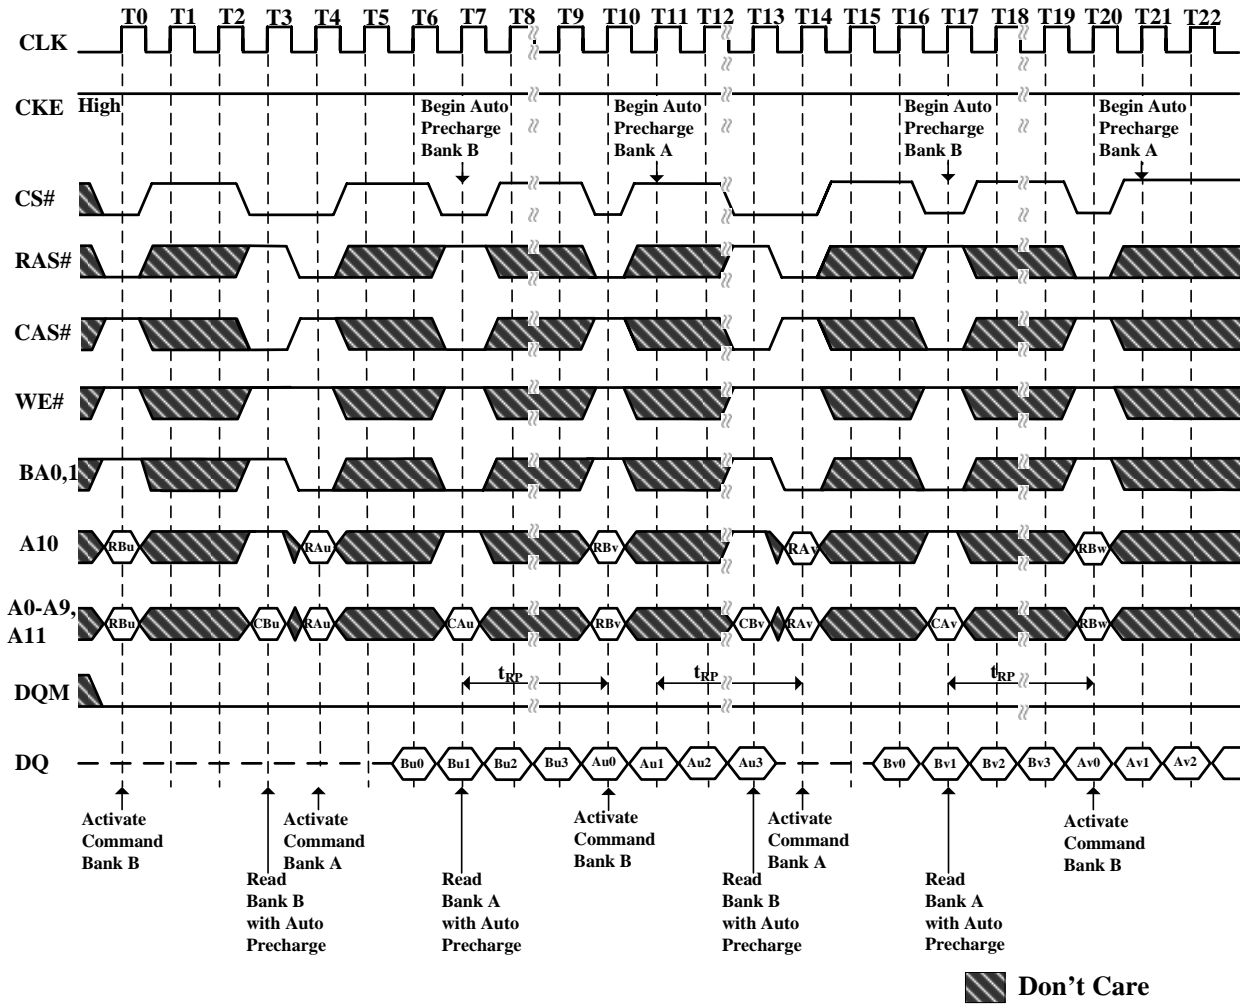 T0 T1 T2 T3 T4 T5 T6 T7 T8 T9 T10 T11 T12 T13 T14 T15 T16 T17 T18 T19 T20 T21 T22
CLK
CKE High
Begin Auto
Precharge
Bank B
Begin Auto
Precharge
Bank A
Begin Auto
Precharge
Bank B
Begin Auto
Precharge
Bank A
CS#
RAS#
CAS#
WE#
BA0,1
A10 RBu RAu RBv RAv RBw
A0-A9,
A11
RBu CBu RAu CAu RBv CBv RAv CAv RBw
DQM tRP tRP tRP
DQ Bu0 Bu1 Bu2 Bu3 Au0 Au1 Au2 Au3 Bv0 Bv1 Bv2 Bv3 Av0 Av1 Av2
Activate
Command
Bank B
Activate
Command
Bank A
Activate
Command
Bank B
Activate
Command
Bank A
Activate
Command
Bank B
Read
Bank B
with Auto
Precharge
Read
Bank A
with Auto
Precharge
Read
Bank B
with Auto
Precharge
Read
Bank A
with Auto
Precharge
Don't Care